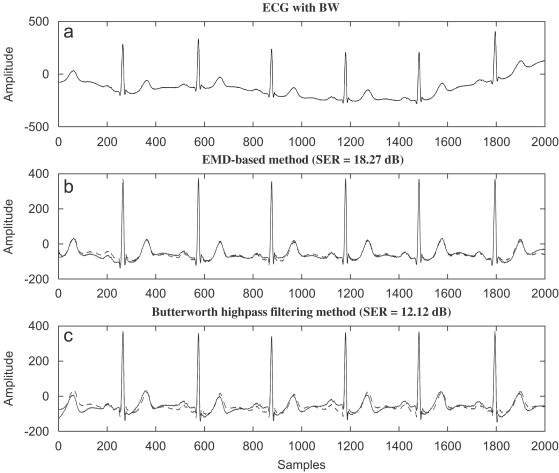 ECG with BW
a
Amplitude
500
0
-500
0 200 400 600 800 1000 1200 1400 1600 1800 2000
EMD-based method (SER = 18.27 dB)
b
Amplitude
400
200
0
-200
0 200 400 600 800 1000 1200 1400 1600 1800 2000
Butterworth highpass filtering method (SER = 12.12 dB)
c
Amplitude
400
200
0
-200
0 200 400 600 800 1000 1200 1400 1600 1800 2000
Samples